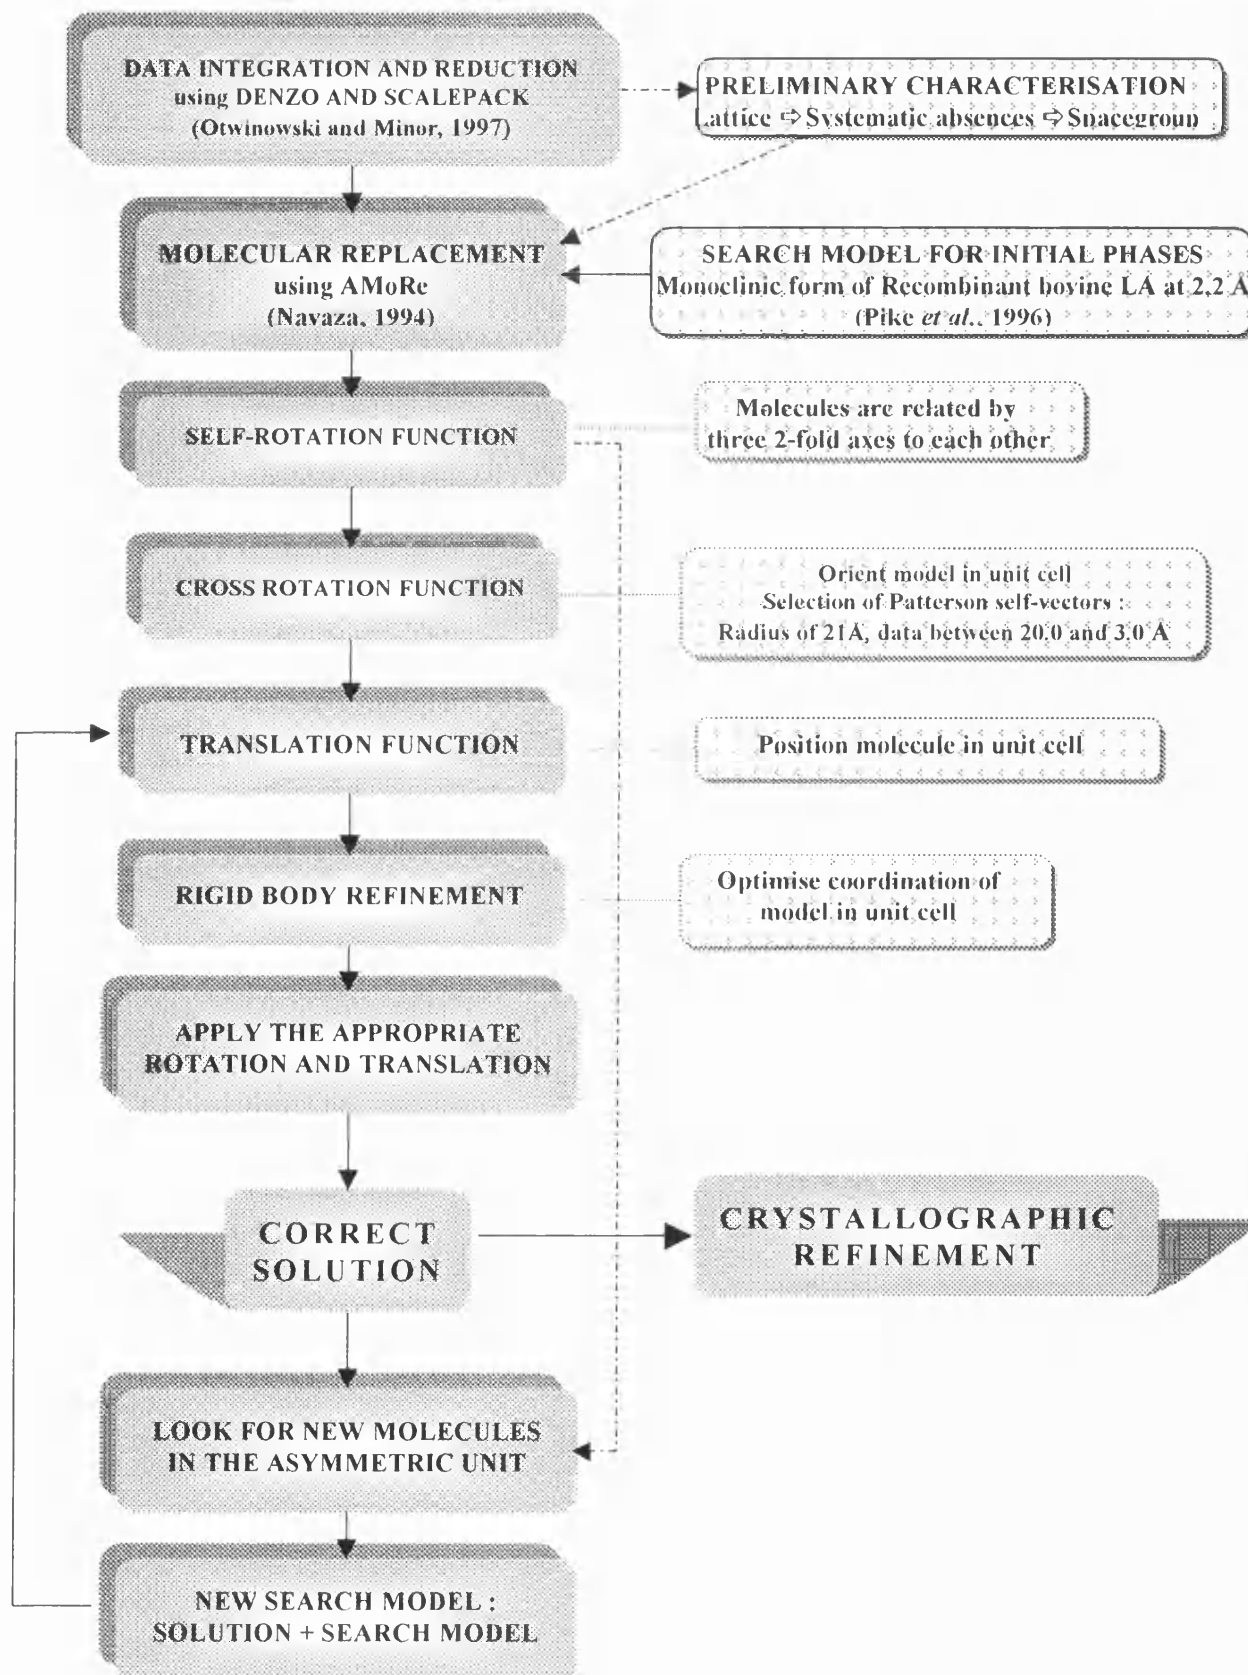 DATA INTEGRATION AND REDUCTION
using DENZO AND SCALEPACK
(Otwinowski and Minor, 1997)
PRELIMINARY CHARACTERISATION
Lattice ⇨ Systematic absences ⇨ Spacegroup
MOLECULAR REPLACEMENT
using AMoRe
(Navaza, 1994)
SEARCH MODEL FOR INITIAL PHASES
Monoclinic form of Recombinant bovine LA at 2.2 Å
(Pike et al., 1996)
SELF-ROTATION FUNCTION
Molecules are related by
three 2-fold axes to each other
CROSS ROTATION FUNCTION
Orient model in unit cell
Selection of Patterson self-vectors :
Radius of 21Å, data between 20.0 and 3.0 Å
TRANSLATION FUNCTION
Position molecule in unit cell
RIGID BODY REFINEMENT
Optimise coordination of
model in unit cell
APPLY THE APPROPRIATE
ROTATION AND TRANSLATION
CORRECT
SOLUTION
CRYSTALLOGRAPHIC
REFINEMENT
LOOK FOR NEW MOLECULES
IN THE ASYMMETRIC UNIT
NEW SEARCH MODEL :
SOLUTION + SEARCH MODEL